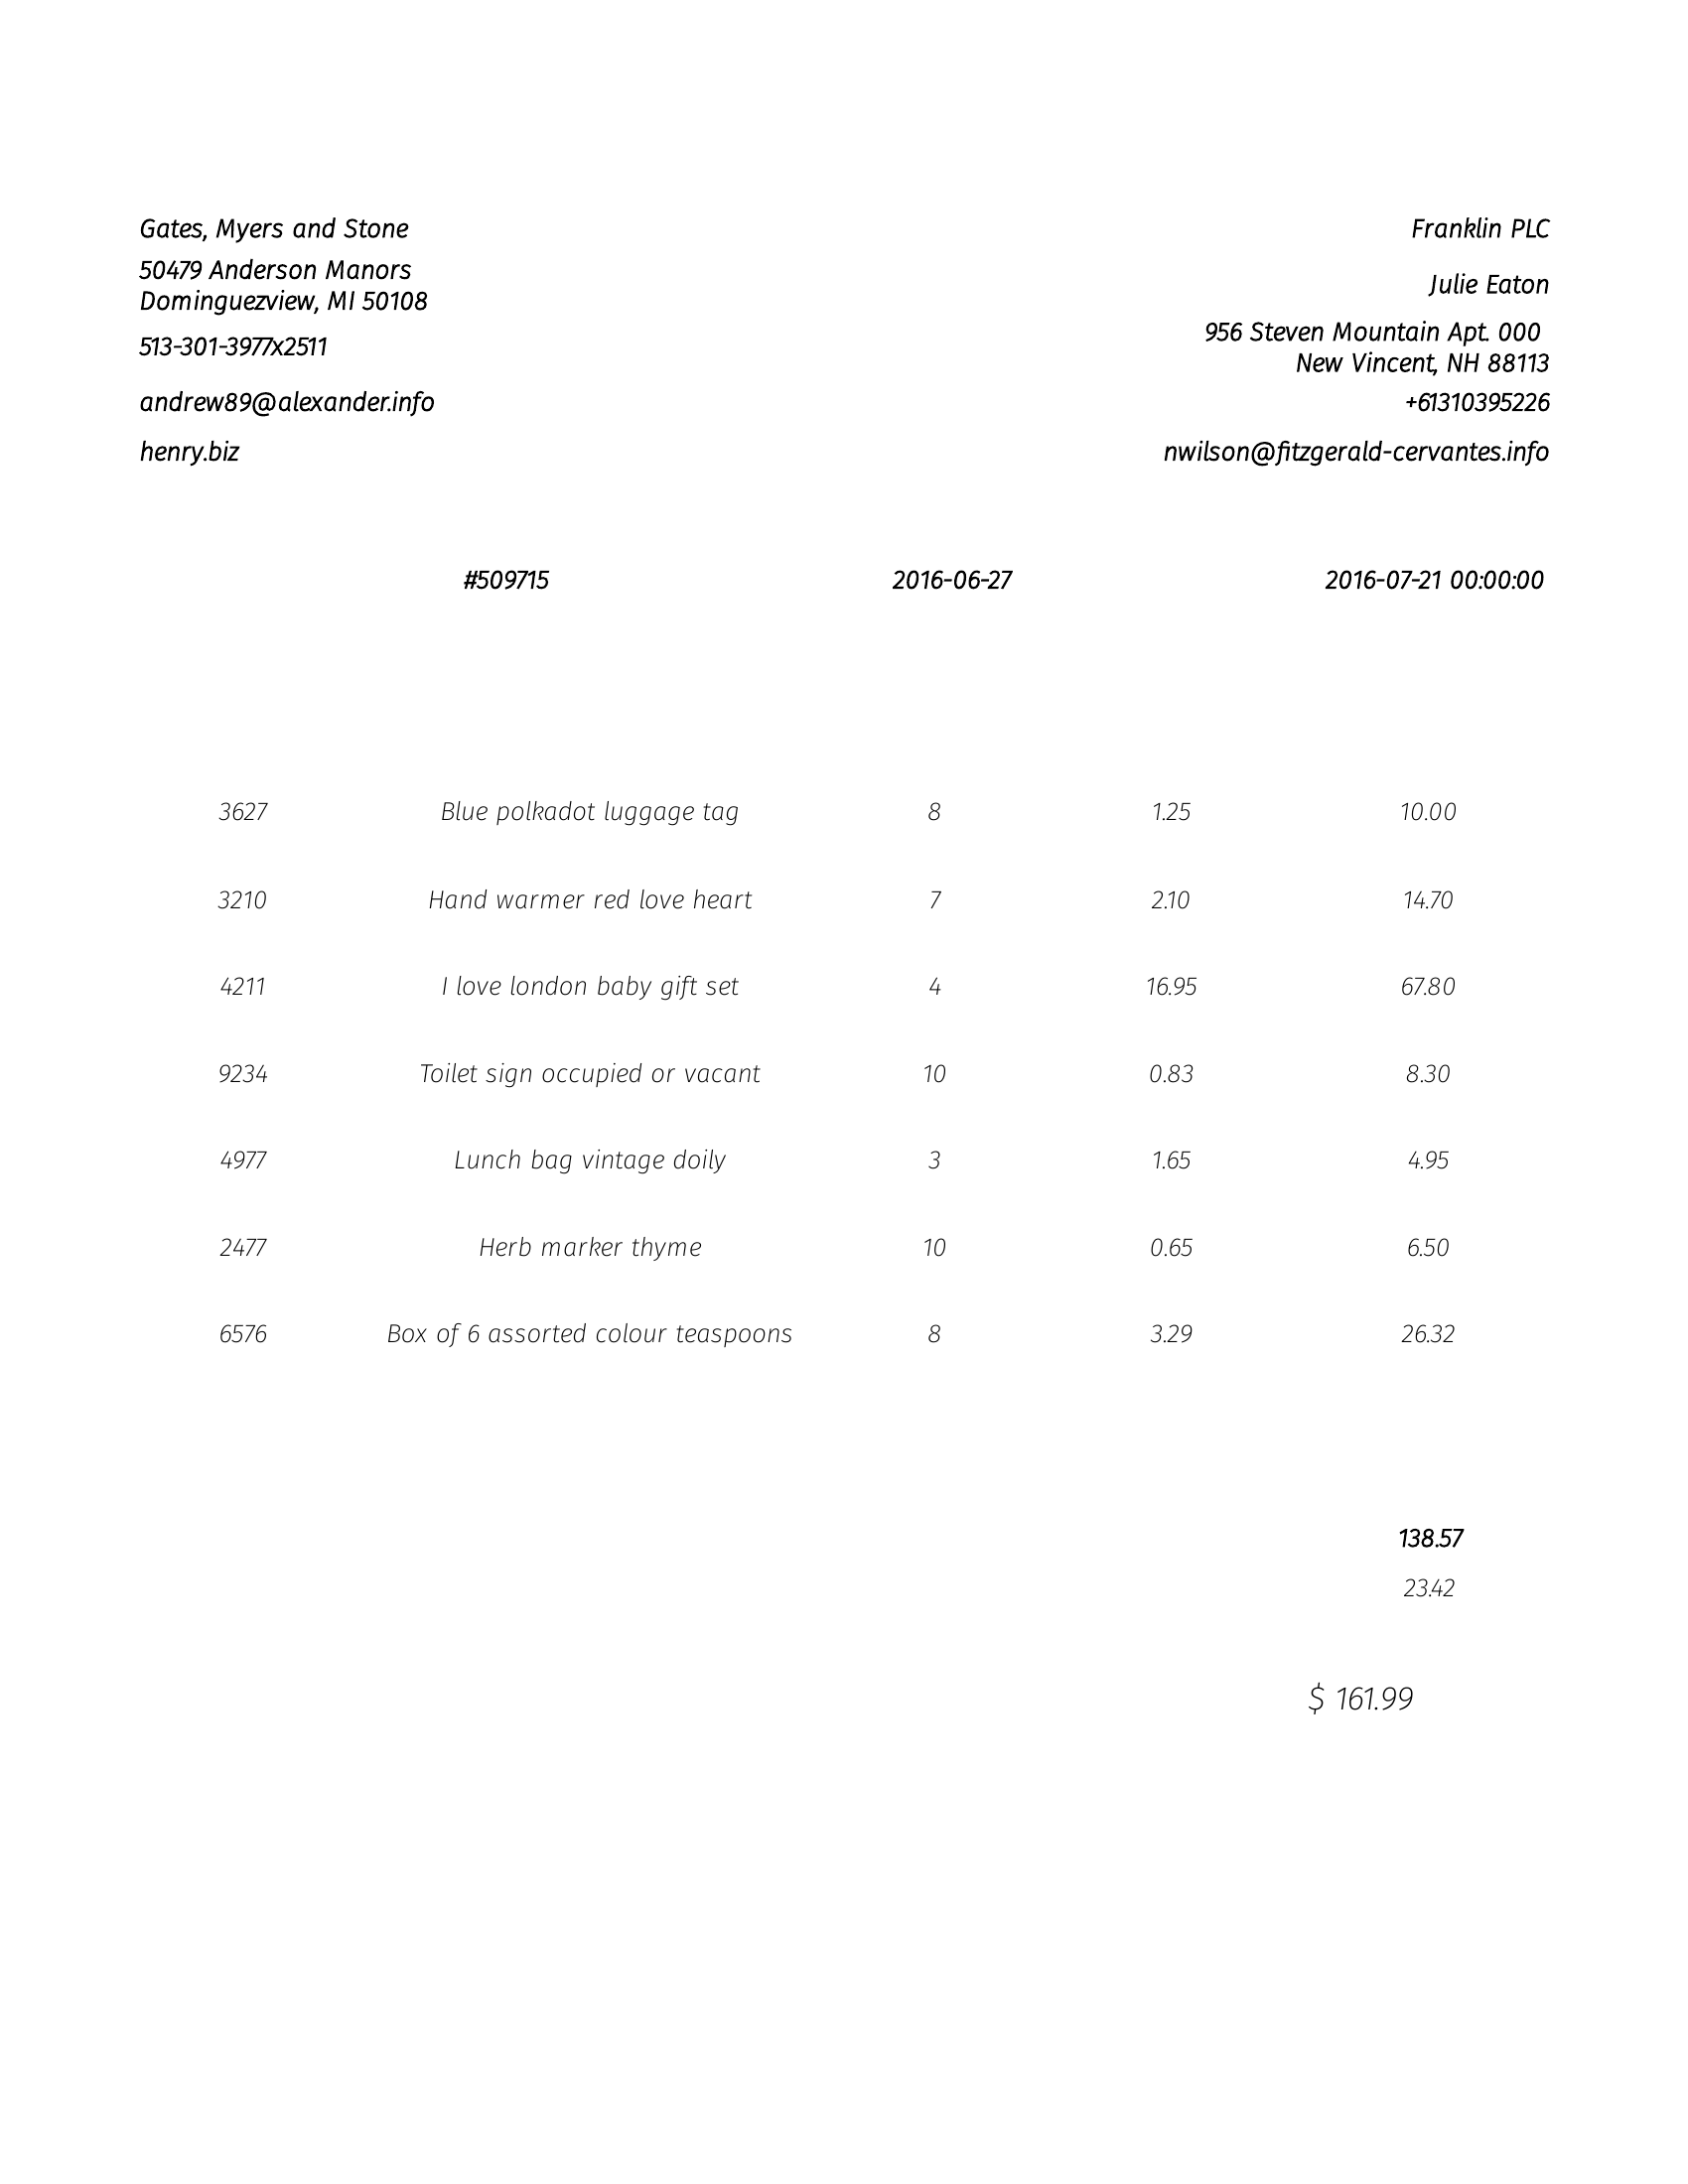 Gates, Myers and Stone
50479 Anderson Manors
Dominguezview, MI 50108
513-301-3977x2511
andrew89@alexander.info
henry.biz
Franklin PLC
Julie Eaton
956 Steven Mountain Apt. 000
New Vincent, NH 88113
+61310395226
nwilson@fitzgerald-cervantes.info
#509715 2016-06-27 2016-07-21 00:00:00
3627 Blue polkadot luggage tag 8 1.25 10.00
3210 Hand warmer red love heart 7 2.10 14.70
4211 I love london baby gift set 4 16.95 67.80
9234 Toilet sign occupied or vacant 10 0.83 8.30
4977 Lunch bag vintage doily 3 1.65 4.95
2477 Herb marker thyme 10 0.65 6.50
6576 Box of 6 assorted colour teaspoons 8 3.29 26.32
138.57
23.42
$ 161.99